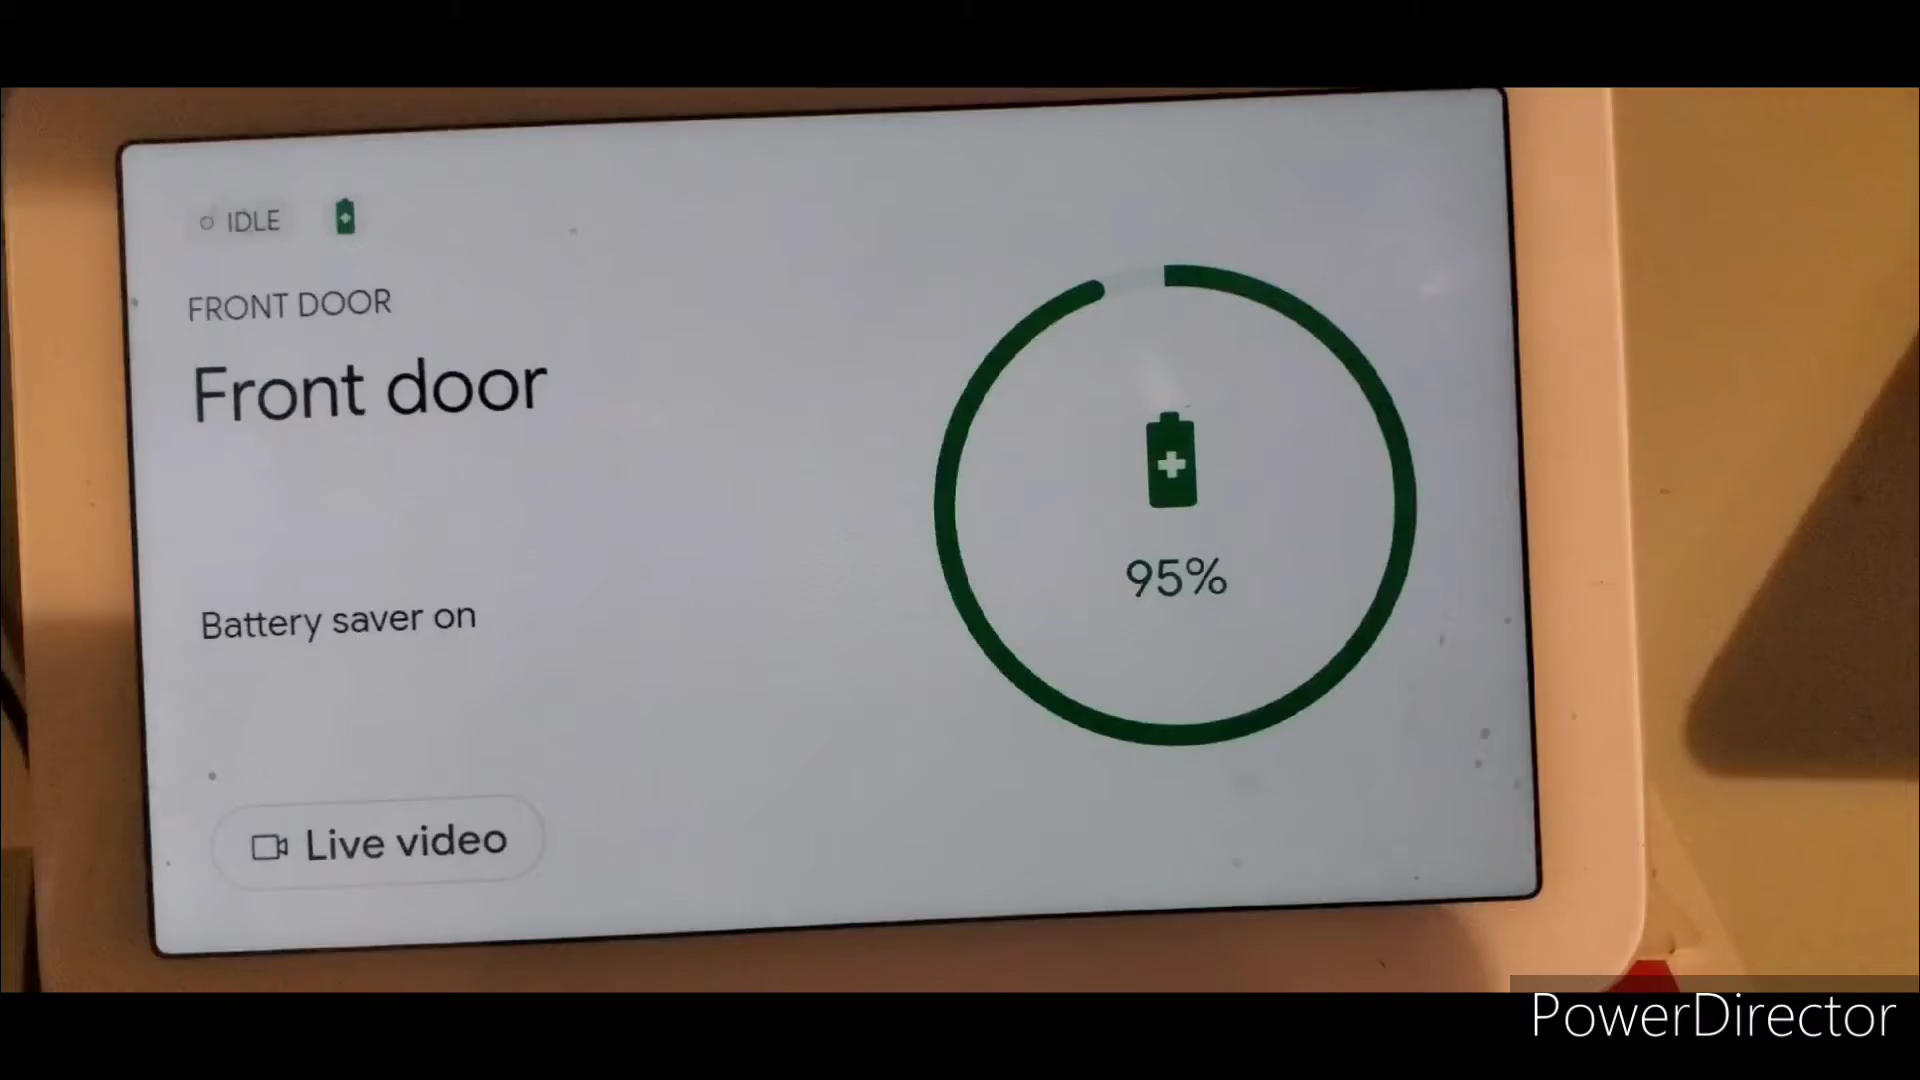 IDLE
FRONT DOOR
Front door
95%
Battery saver on
Live video
PowerDirector